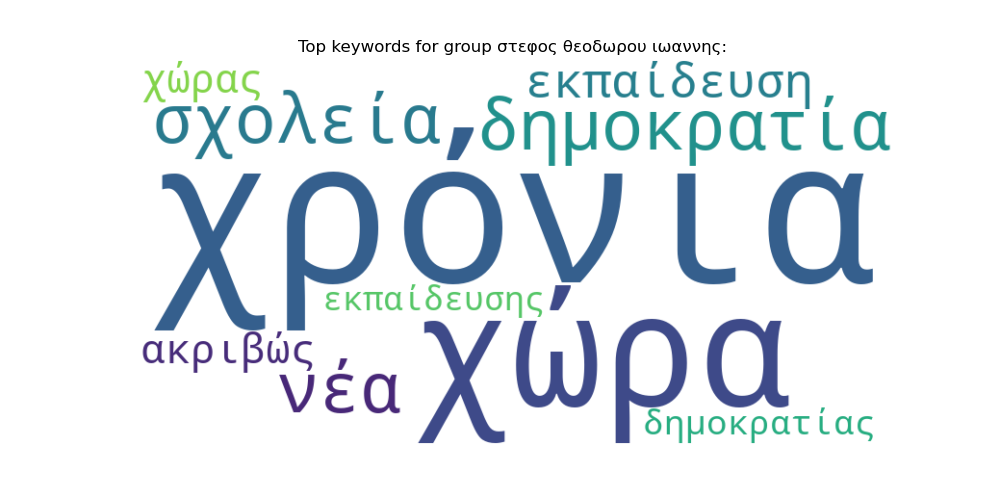 Top keywords for group στεφος θεοδωρου ιωαννης:
χώρας
εκπαίδευση
σχολεία
δημοκρατία
χρόνια
εκπαίδευσης
χώρα
ακριβώς
νέα
δημοκρατίας